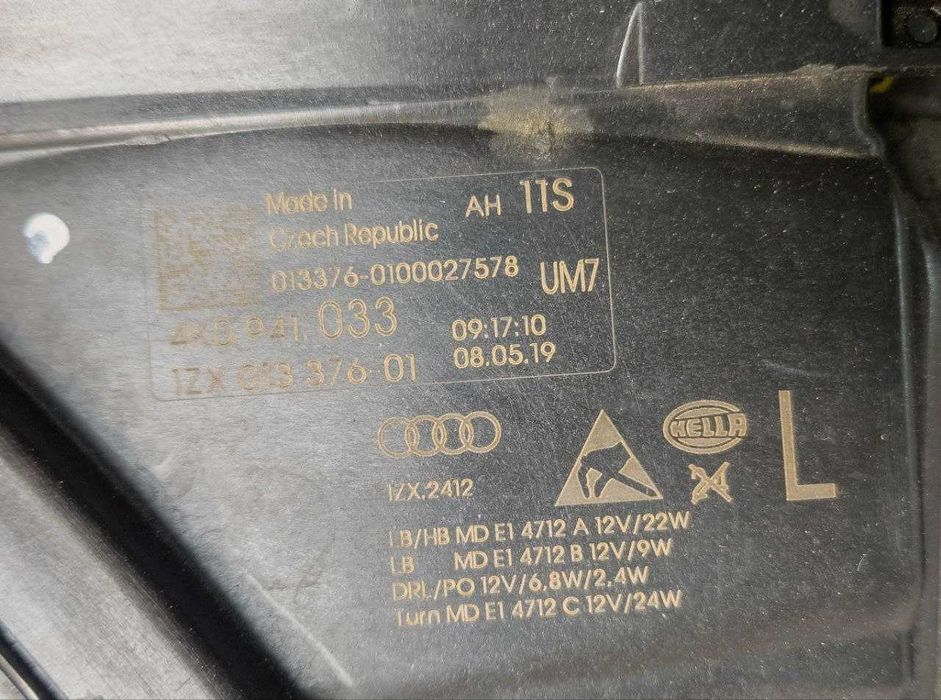 Made in
Czech Republic
AH 11S
013376-0100027578
UM7
4K0 941 033
09:17:10
08.05.19
1ZX 013 376-01
1ZX.2412
HELLA
L
LB/HB MD E1 4712 A 12V/22W
LB MD E1 4712 B 12V/9W
DRL/PO 12V/6,8W/2,4W
Turn MD E1 4712 C 12V/24W